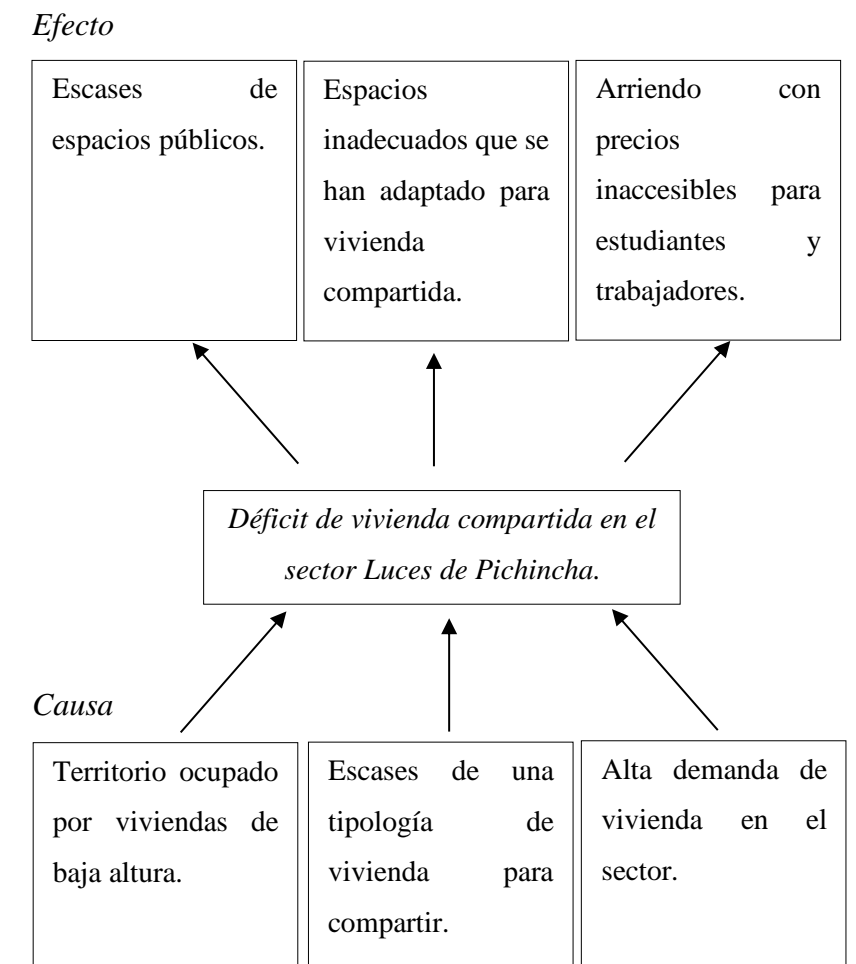 Efecto
Escases de
espacios públicos.
Espacios
inadecuados que se
han adaptado para
vivienda
compartida.
Arriendo con
precios
inaccesibles para
estudiantes y
trabajadores.
Déficit de vivienda compartida en el
sector Luces de Pichincha.
Causa
Territorio ocupado
por viviendas de
baja altura.
Escases de una
tipología de
vivienda para
compartir.
Alta demanda de
vivienda en el
sector.